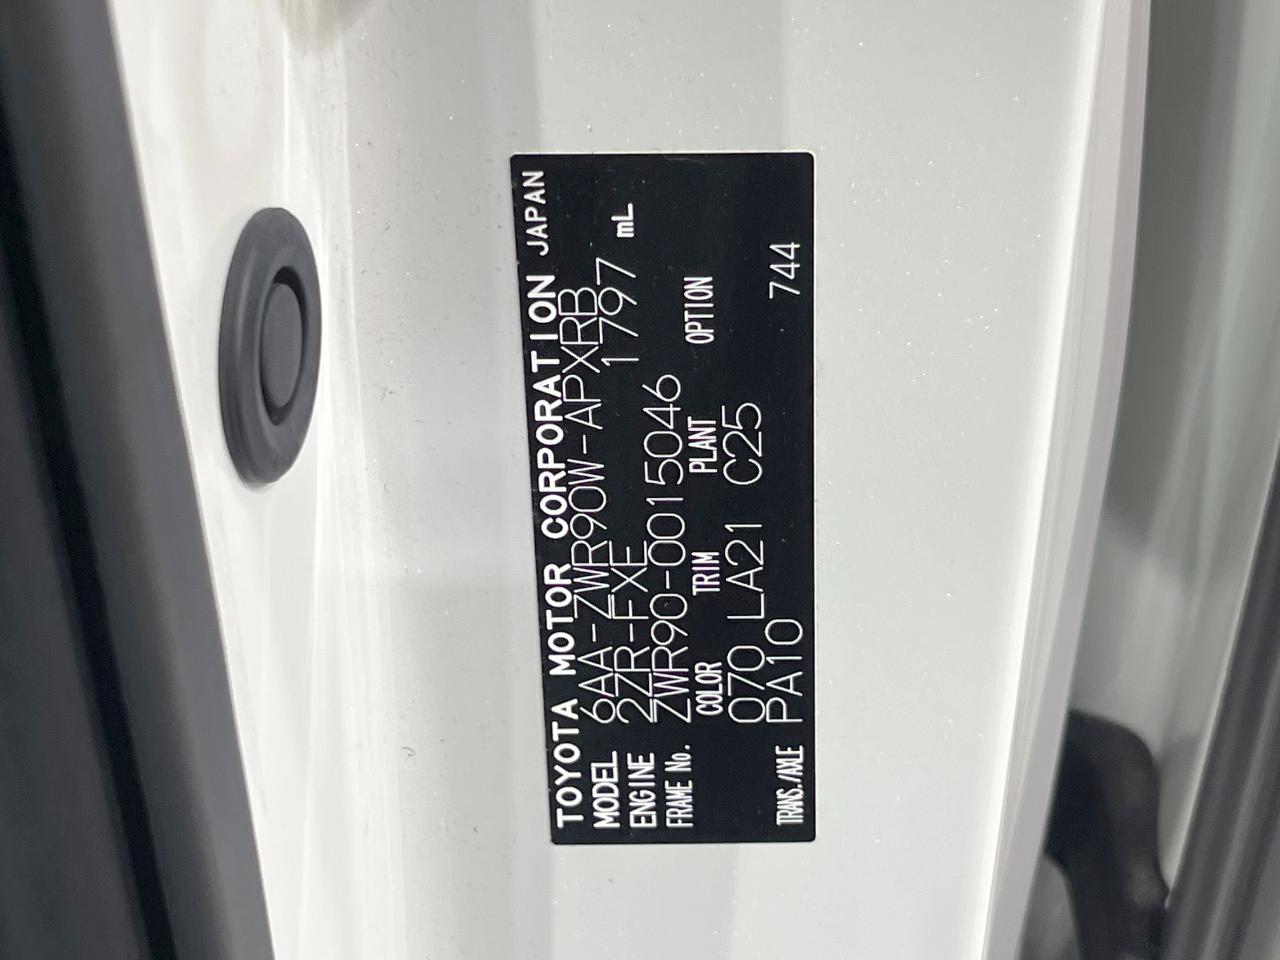 TOYOTA MOTOR CORPORATION JAPAN
MODEL 6AA-ZWR90W-APXRB
ENGINE 2ZR-FXE 1797 mL
FRAME No. ZWR90-0015046
COLOR TRIM PLANT OPTION
070 LA21 C25
TRANS./AXLE PA10 744